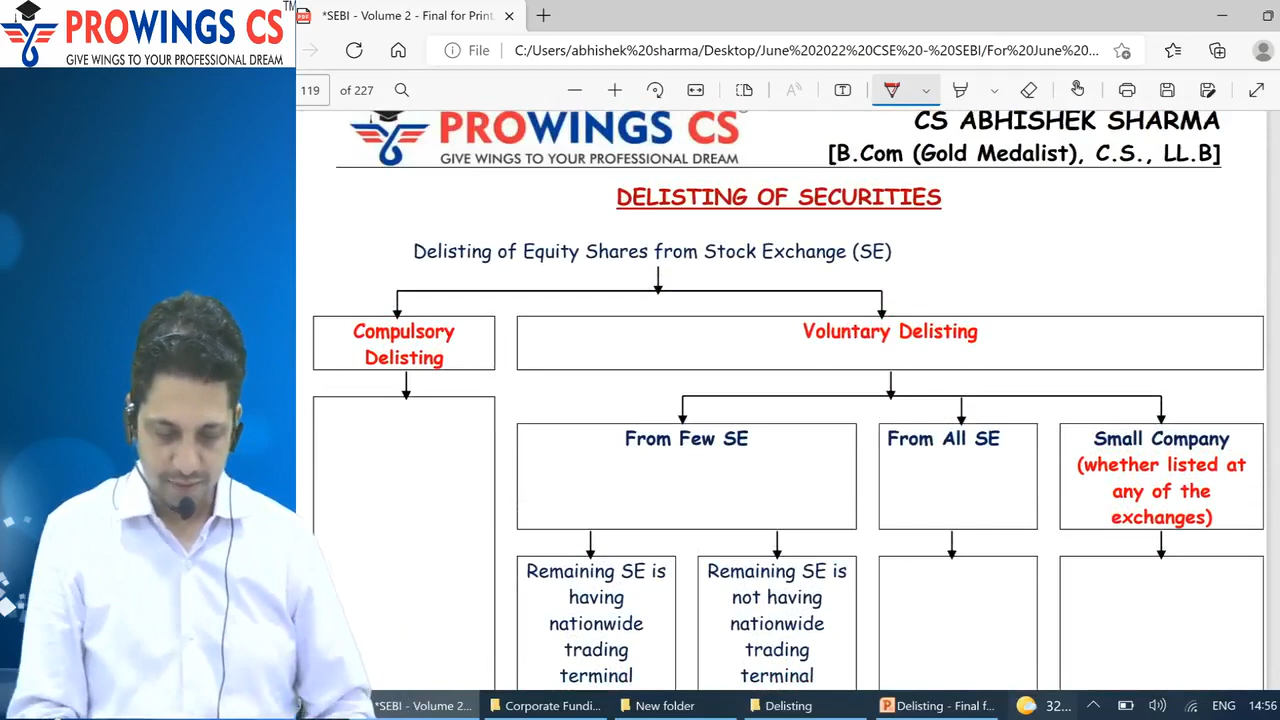 PROWINGS CS
TM
GIVE WINGS TO YOUR PROFESSIONAL DREAM
*SEBI - Volume 2 - Final for Print
File
C:/Users/abhishek%20sharma/Desktop/June%202022%20CSE%20-%20SEBI/For%20June%20...
119
of 227
PROWINGS CS
GIVE WINGS TO YOUR PROFESSIONAL DREAM
CS ABHISHEK SHARMA
[B.Com (Gold Medalist), C.S., LL.B]
DELISTING OF SECURITIES
Delisting of Equity Shares from Stock Exchange (SE)
Compulsory
Delisting
Voluntary Delisting
From Few SE
From All SE
Small Company
(whether listed at
any of the
exchanges)
Remaining SE is
having
nationwide
trading
terminal
Remaining SE is
not having
nationwide
trading
terminal
*SEBI - Volume 2...
Corporate Fundi...
New folder
Delisting
Delisting - Final f...
32...
ENG
14:56